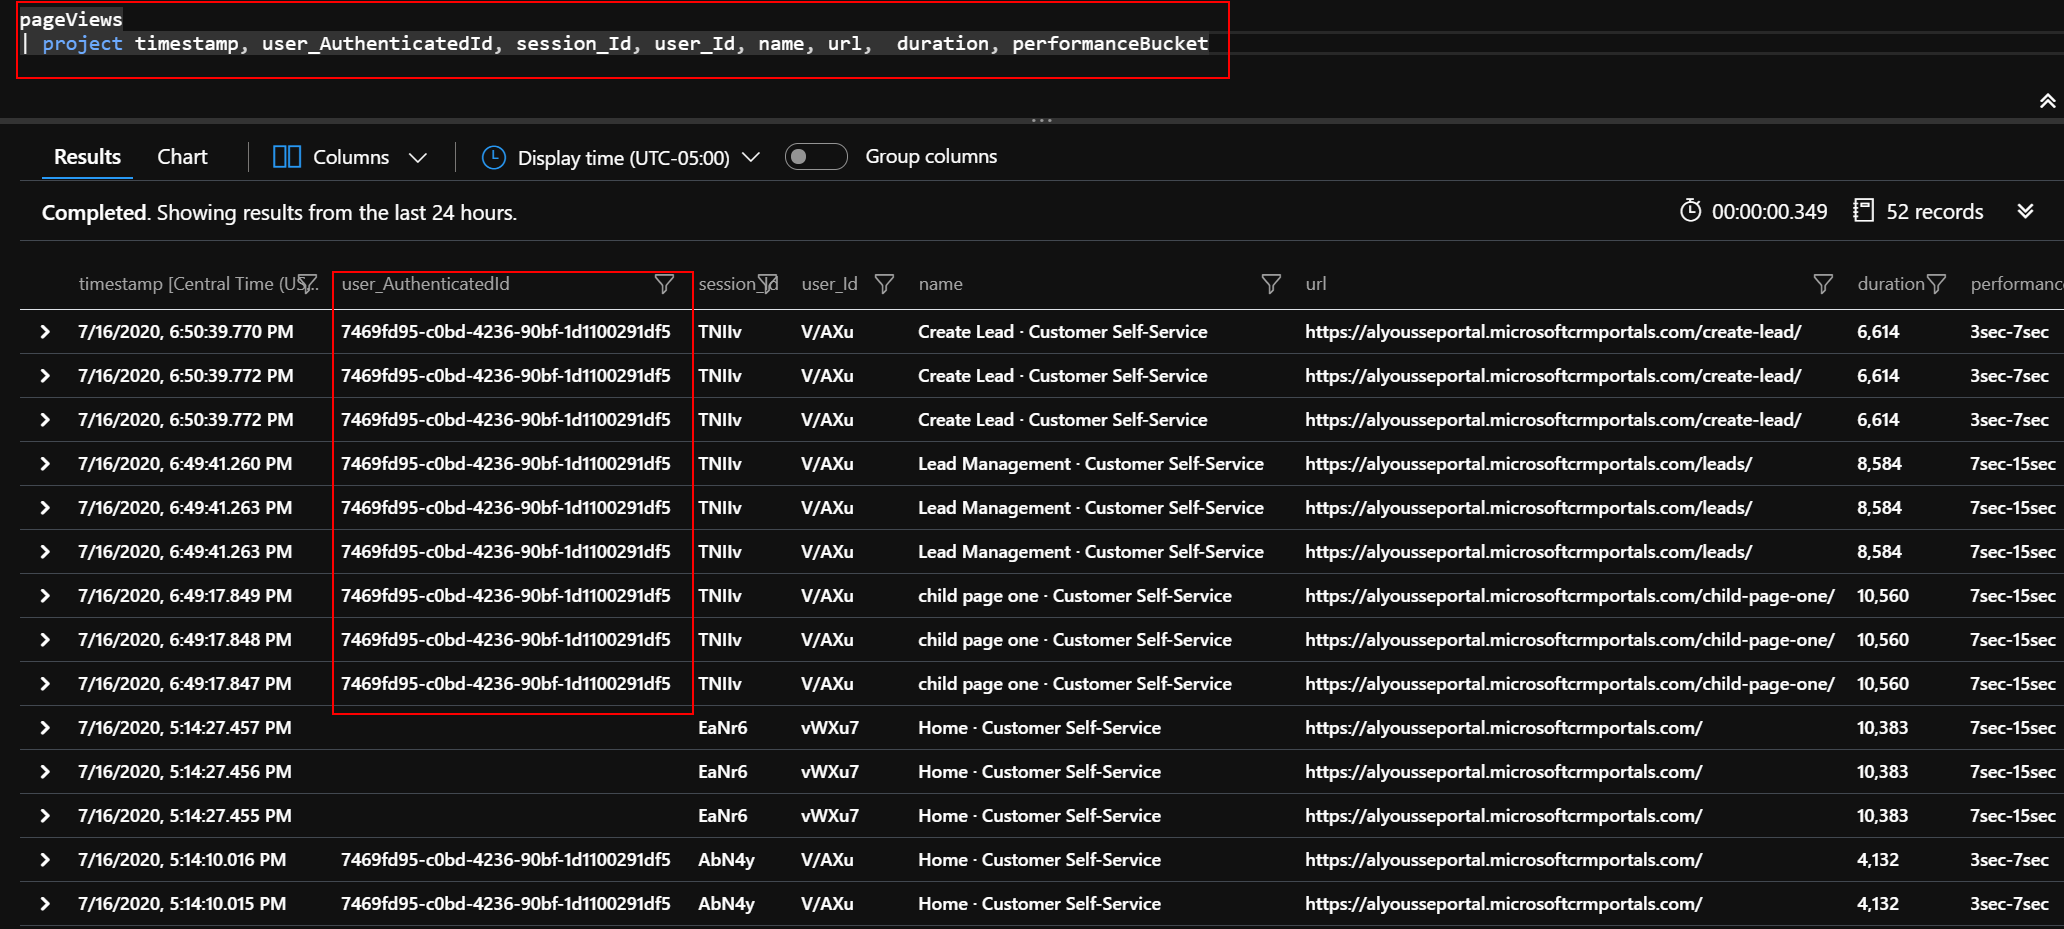 pageViews
| project timestamp, user_AuthenticatedId, session_Id, user_Id, name, url,  duration, performanceBucket
Results Chart Columns Display time (UTC-05:00) Group columns
Completed. Showing results from the last 24 hours. 00:00:00.349 52 records
timestamp [Central Time (US... user_AuthenticatedId session_Id user_Id name url duration performance
7/16/2020, 6:50:39.770 PM 7469fd95-c0bd-4236-90bf-1d1100291df5 TNIIv V/AXu Create Lead · Customer Self-Service https://alyousseportal.microsoftcrmportals.com/create-lead/ 6,614 3sec-7sec
7/16/2020, 6:50:39.772 PM 7469fd95-c0bd-4236-90bf-1d1100291df5 TNIIv V/AXu Create Lead · Customer Self-Service https://alyousseportal.microsoftcrmportals.com/create-lead/ 6,614 3sec-7sec
7/16/2020, 6:50:39.772 PM 7469fd95-c0bd-4236-90bf-1d1100291df5 TNIIv V/AXu Create Lead · Customer Self-Service https://alyousseportal.microsoftcrmportals.com/create-lead/ 6,614 3sec-7sec
7/16/2020, 6:49:41.260 PM 7469fd95-c0bd-4236-90bf-1d1100291df5 TNIIv V/AXu Lead Management · Customer Self-Service https://alyousseportal.microsoftcrmportals.com/leads/ 8,584 7sec-15sec
7/16/2020, 6:49:41.263 PM 7469fd95-c0bd-4236-90bf-1d1100291df5 TNIIv V/AXu Lead Management · Customer Self-Service https://alyousseportal.microsoftcrmportals.com/leads/ 8,584 7sec-15sec
7/16/2020, 6:49:41.263 PM 7469fd95-c0bd-4236-90bf-1d1100291df5 TNIIv V/AXu Lead Management · Customer Self-Service https://alyousseportal.microsoftcrmportals.com/leads/ 8,584 7sec-15sec
7/16/2020, 6:49:17.849 PM 7469fd95-c0bd-4236-90bf-1d1100291df5 TNIIv V/AXu child page one · Customer Self-Service https://alyousseportal.microsoftcrmportals.com/child-page-one/ 10,560 7sec-15sec
7/16/2020, 6:49:17.848 PM 7469fd95-c0bd-4236-90bf-1d1100291df5 TNIIv V/AXu child page one · Customer Self-Service https://alyousseportal.microsoftcrmportals.com/child-page-one/ 10,560 7sec-15sec
7/16/2020, 6:49:17.847 PM 7469fd95-c0bd-4236-90bf-1d1100291df5 TNIIv V/AXu child page one · Customer Self-Service https://alyousseportal.microsoftcrmportals.com/child-page-one/ 10,560 7sec-15sec
7/16/2020, 5:14:27.457 PM EaNr6 vWXu7 Home · Customer Self-Service https://alyousseportal.microsoftcrmportals.com/ 10,383 7sec-15sec
7/16/2020, 5:14:27.456 PM EaNr6 vWXu7 Home · Customer Self-Service https://alyousseportal.microsoftcrmportals.com/ 10,383 7sec-15sec
7/16/2020, 5:14:27.455 PM EaNr6 vWXu7 Home · Customer Self-Service https://alyousseportal.microsoftcrmportals.com/ 10,383 7sec-15sec
7/16/2020, 5:14:10.016 PM 7469fd95-c0bd-4236-90bf-1d1100291df5 AbN4y V/AXu Home · Customer Self-Service https://alyousseportal.microsoftcrmportals.com/ 4,132 3sec-7sec
7/16/2020, 5:14:10.015 PM 7469fd95-c0bd-4236-90bf-1d1100291df5 AbN4y V/AXu Home · Customer Self-Service https://alyousseportal.microsoftcrmportals.com/ 4,132 3sec-7sec